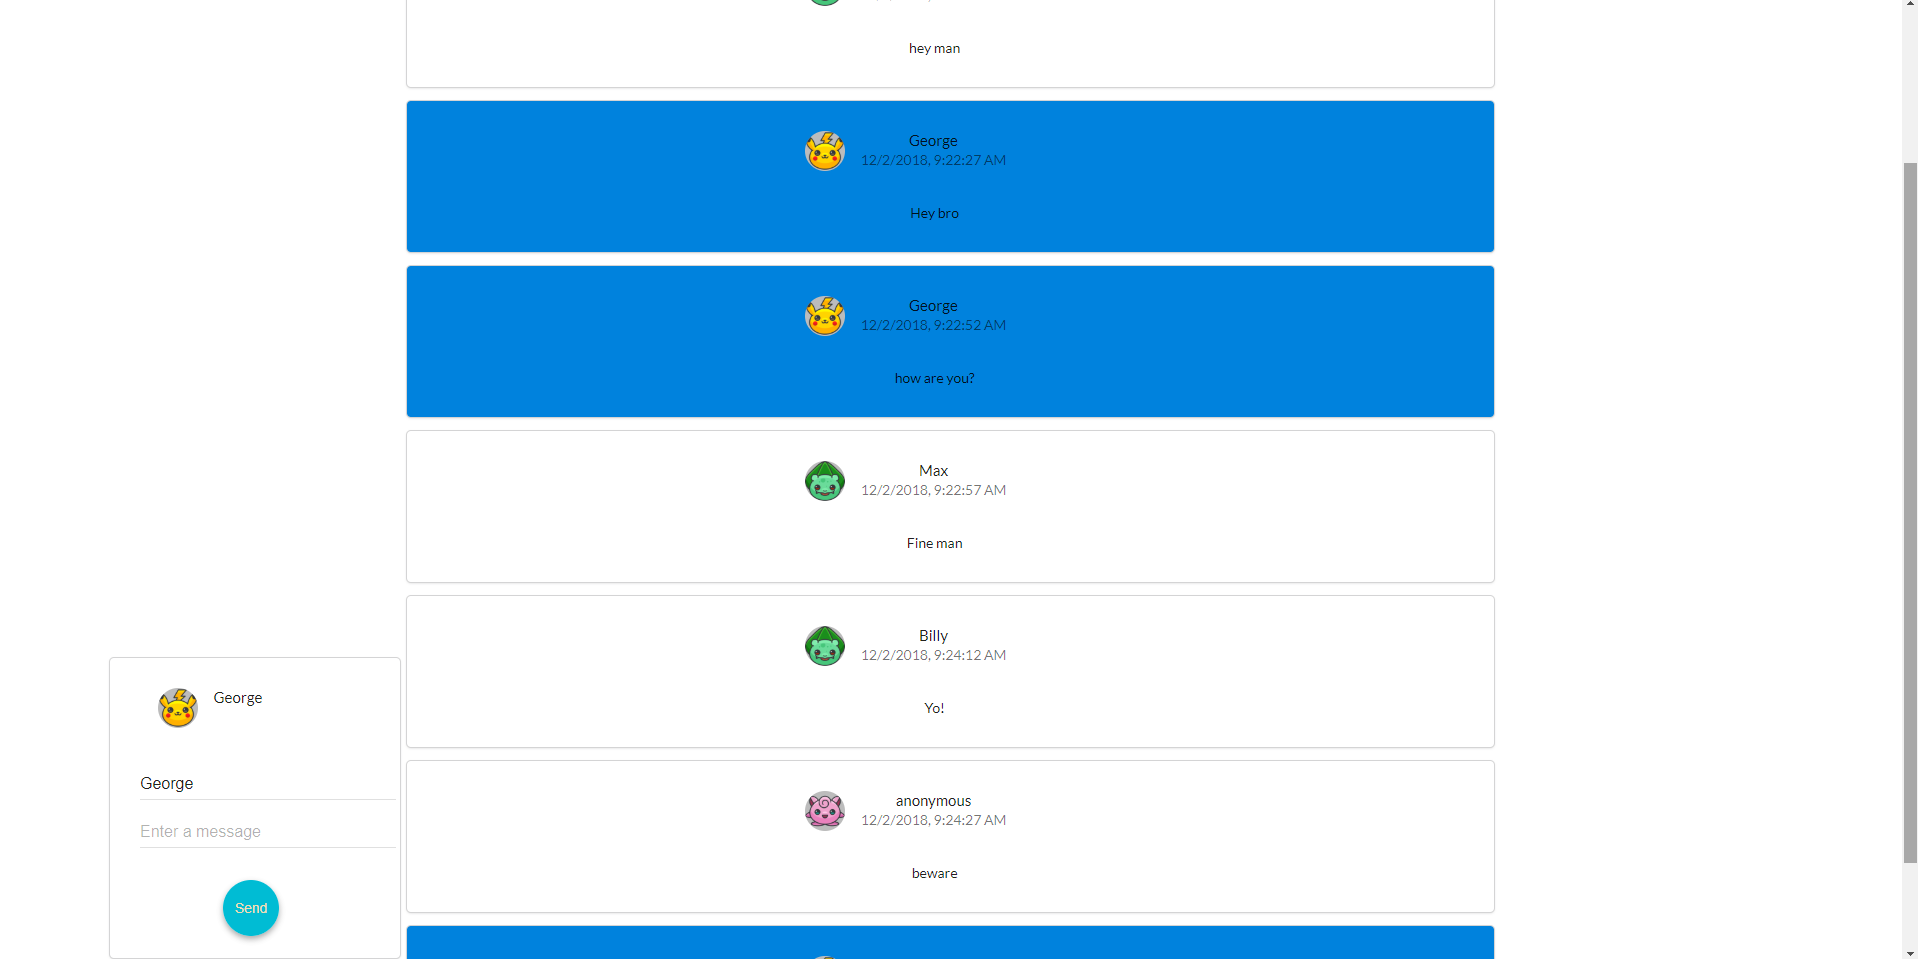 hey man
George
12/2/2018, 9:22:27 AM
Hey bro
George
12/2/2018, 9:22:52 AM
how are you?
Max
12/2/2018, 9:22:57 AM
Fine man
Billy
12/2/2018, 9:24:12 AM
Yo!
anonymous
12/2/2018, 9:24:27 AM
beware
George
George
Enter a message
Send